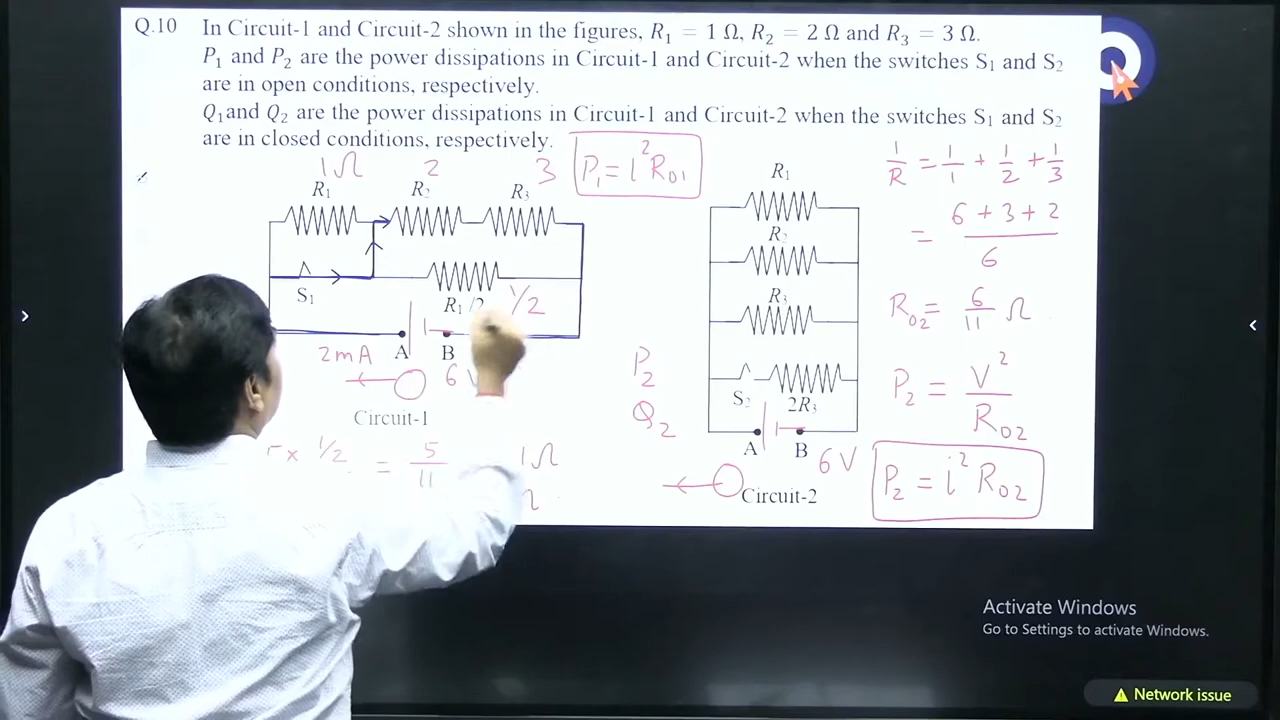 Q.10 In Circuit-1 and Circuit-2 shown in the figures, R₁ = 1 Ω, R₂ = 2 Ω and R₃ = 3 Ω.
P₁ and P₂ are the power dissipations in Circuit-1 and Circuit-2 when the switches S₁ and S₂
are in open conditions, respectively.
Q₁and Q₂ are the power dissipations in Circuit-1 and Circuit-2 when the switches S₁ and S₂
are in closed conditions, respectively.
1Ω 2 3
R₁ R₂ R₃
S₁
R₁/2 1/2
2mA A B 6
Circuit-1
x 1/2 = 5/11
1Ω
Ω
P₁ = i²R₀₁
R₁
R₂
R₃
S₂ 2R₃
A B 6V
Circuit-2
P₂
Q₂
1/R = 1/1 + 1/2 + 1/3
= 6 + 3 + 2 / 6
R₀₂ = 6/11 Ω
P₂ = V²/R₀₂
P₂ = i² R₀₂
Activate Windows
Go to Settings to activate Windows.
Network issue